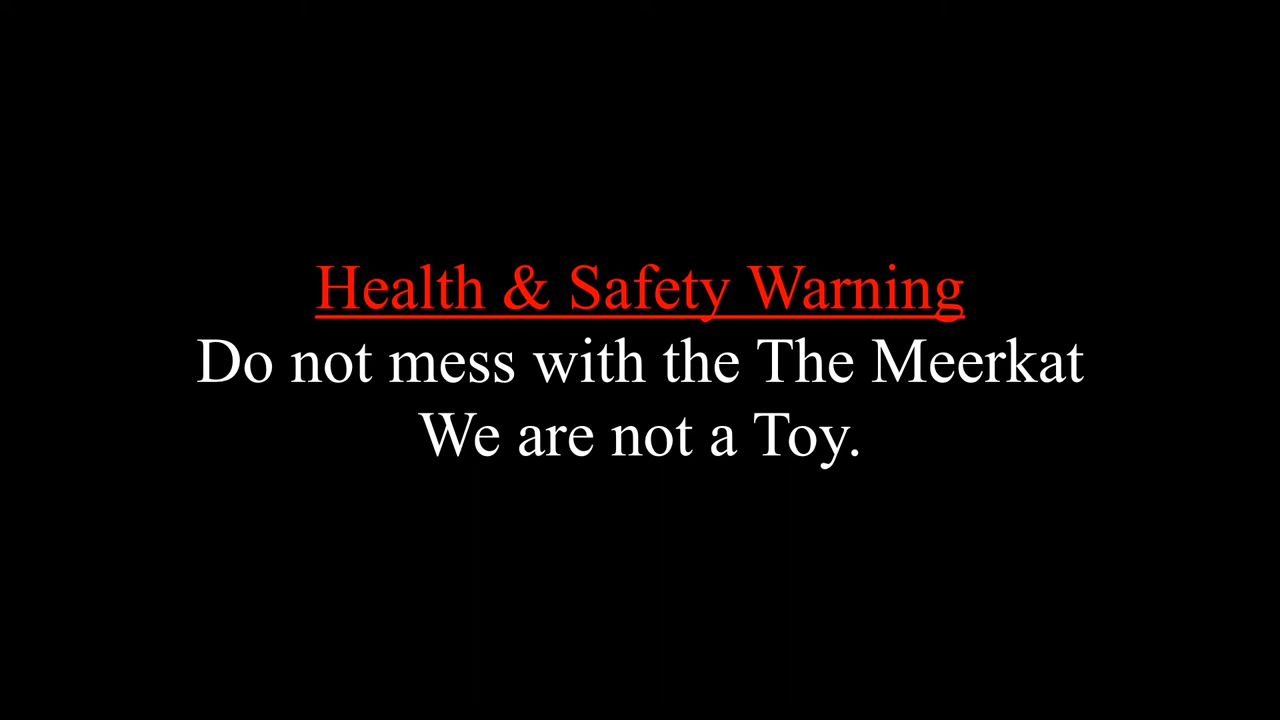 Health & Safety Warning
Do not mess with the The Meerkat
We are not a Toy.